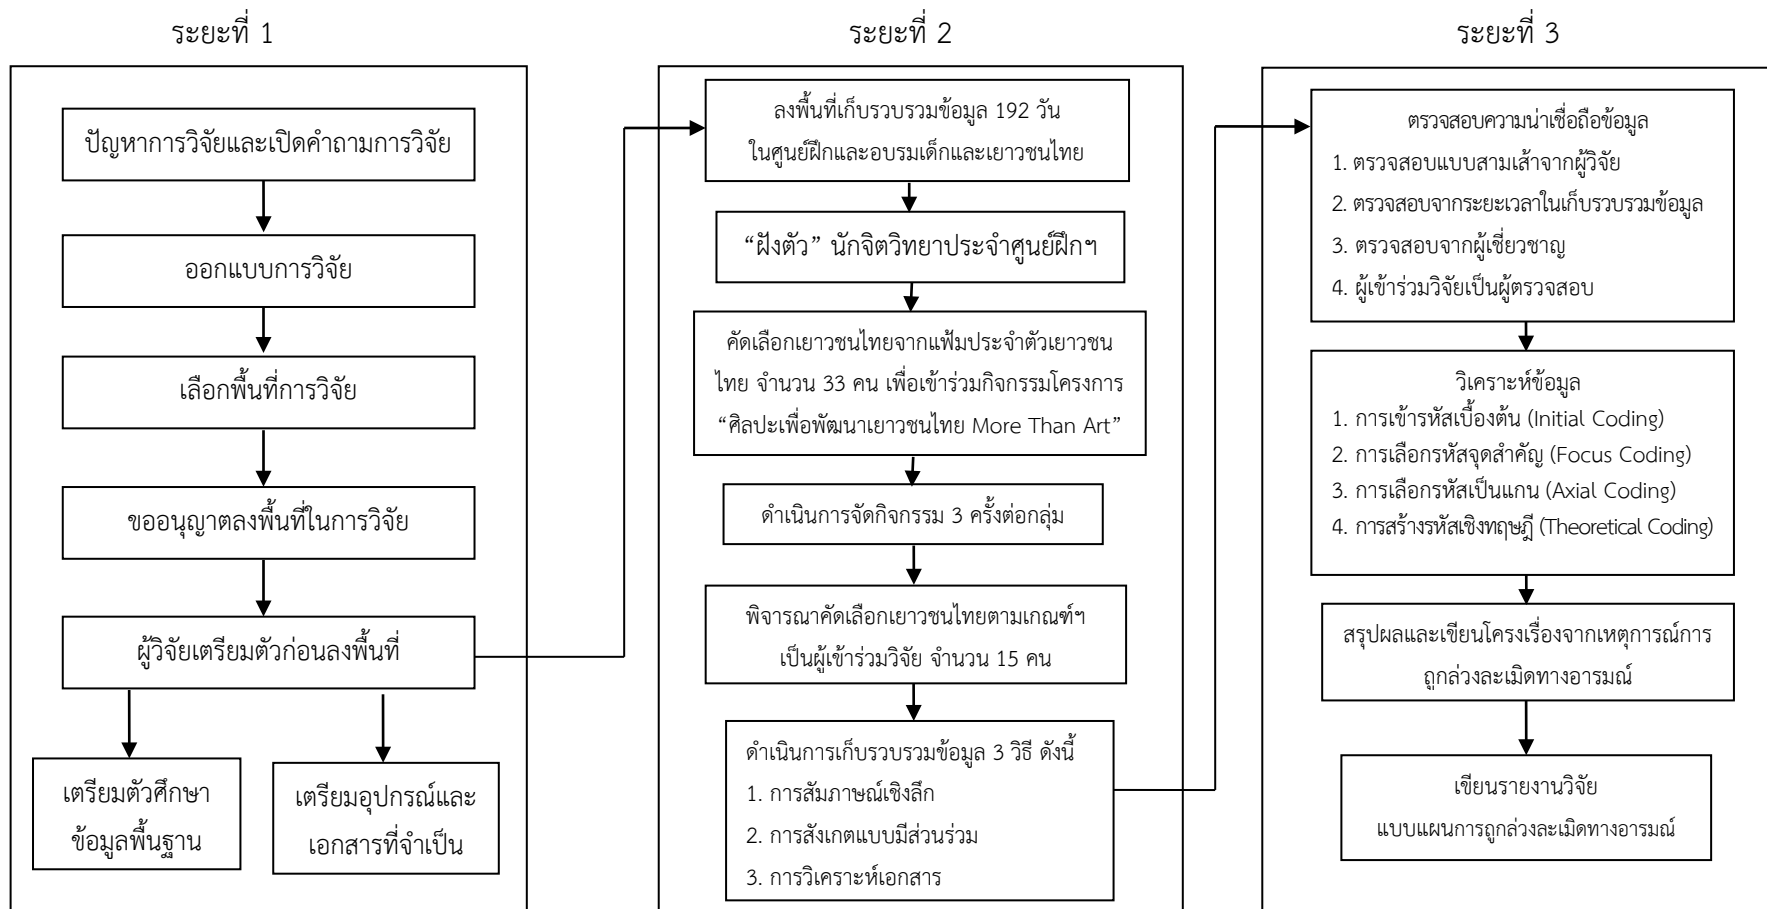 ระยะที่ 1
ปัญหาการวิจัยและเปิดคำถามการวิจัย
ออกแบบการวิจัย
เลือกพื้นที่การวิจัย
ขออนุญาตลงพื้นที่ในการวิจัย
ผู้วิจัยเตรียมตัวก่อนลงพื้นที่
เตรียมตัวศึกษา
ข้อมูลพื้นฐาน
เตรียมอุปกรณ์และ
เอกสารที่จำเป็น
ระยะที่ 2
ลงพื้นที่เก็บรวบรวมข้อมูล 192 วัน
ในศูนย์ฝึกและอบรมเด็กและเยาวชนไทย
“ฝังตัว” นักจิตวิทยาประจำศูนย์ฝึกฯ
คัดเลือกเยาวชนไทยจากแฟ้มประจำตัวเยาวชน
ไทย จำนวน 33 คน เพื่อเข้าร่วมกิจกรรมโครงการ
“ศิลปะเพื่อพัฒนาเยาวชนไทย More Than Art”
ดำเนินการจัดกิจกรรม 3 ครั้งต่อกลุ่ม
พิจารณาคัดเลือกเยาวชนไทยตามเกณฑ์ฯ
เป็นผู้เข้าร่วมวิจัย จำนวน 15 คน
ดำเนินการเก็บรวบรวมข้อมูล 3 วิธี ดังนี้
1. การสัมภาษณ์เชิงลึก
2. การสังเกตแบบมีส่วนร่วม
3. การวิเคราะห์เอกสาร
ระยะที่ 3
ตรวจสอบความน่าเชื่อถือข้อมูล
1. ตรวจสอบแบบสามเส้าจากผู้วิจัย
2. ตรวจสอบจากระยะเวลาในเก็บรวบรวมข้อมูล
3. ตรวจสอบจากผู้เชี่ยวชาญ
4. ผู้เข้าร่วมวิจัยเป็นผู้ตรวจสอบ
วิเคราะห์ข้อมูล
1. การเข้ารหัสเบื้องต้น (Initial Coding)
2. การเลือกรหัสจุดสำคัญ (Focus Coding)
3. การเลือกรหัสเป็นแกน (Axial Coding)
4. การสร้างรหัสเชิงทฤษฎี (Theoretical Coding)
สรุปผลและเขียนโครงเรื่องจากเหตุการณ์การ
ถูกล่วงละเมิดทางอารมณ์
เขียนรายงานวิจัย
แบบแผนการถูกล่วงละเมิดทางอารมณ์